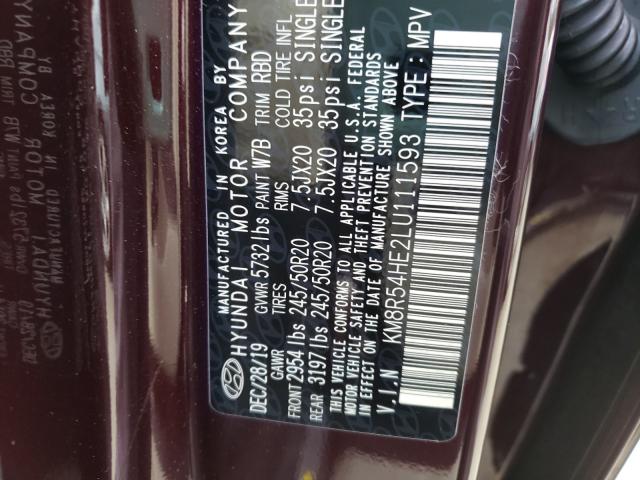 MANUFACTURED IN KOREA BY
HYUNDAI MOTOR COMPANY
DEC/28/19 GVWR 5732 lbs PAINT W7B TRIM RBD
GAWR TIRES RIMS COLD TIRE INFL
FRONT 2954 lbs 245/50R20 7.5JX20 35psi SINGLE
REAR 3197 lbs 245/50R20 7.5JX20 35psi SINGLE
THIS VEHICLE CONFORMS TO ALL APPLICABLE U.S.A. FEDERAL
MOTOR VEHICLE SAFETY AND THEFT PREVENTION STANDARDS
IN EFFECT ON THE DATE OF MANUFACTURE SHOWN ABOVE
V.I.N KM8R54HE2LU111593 TYPE : MPV